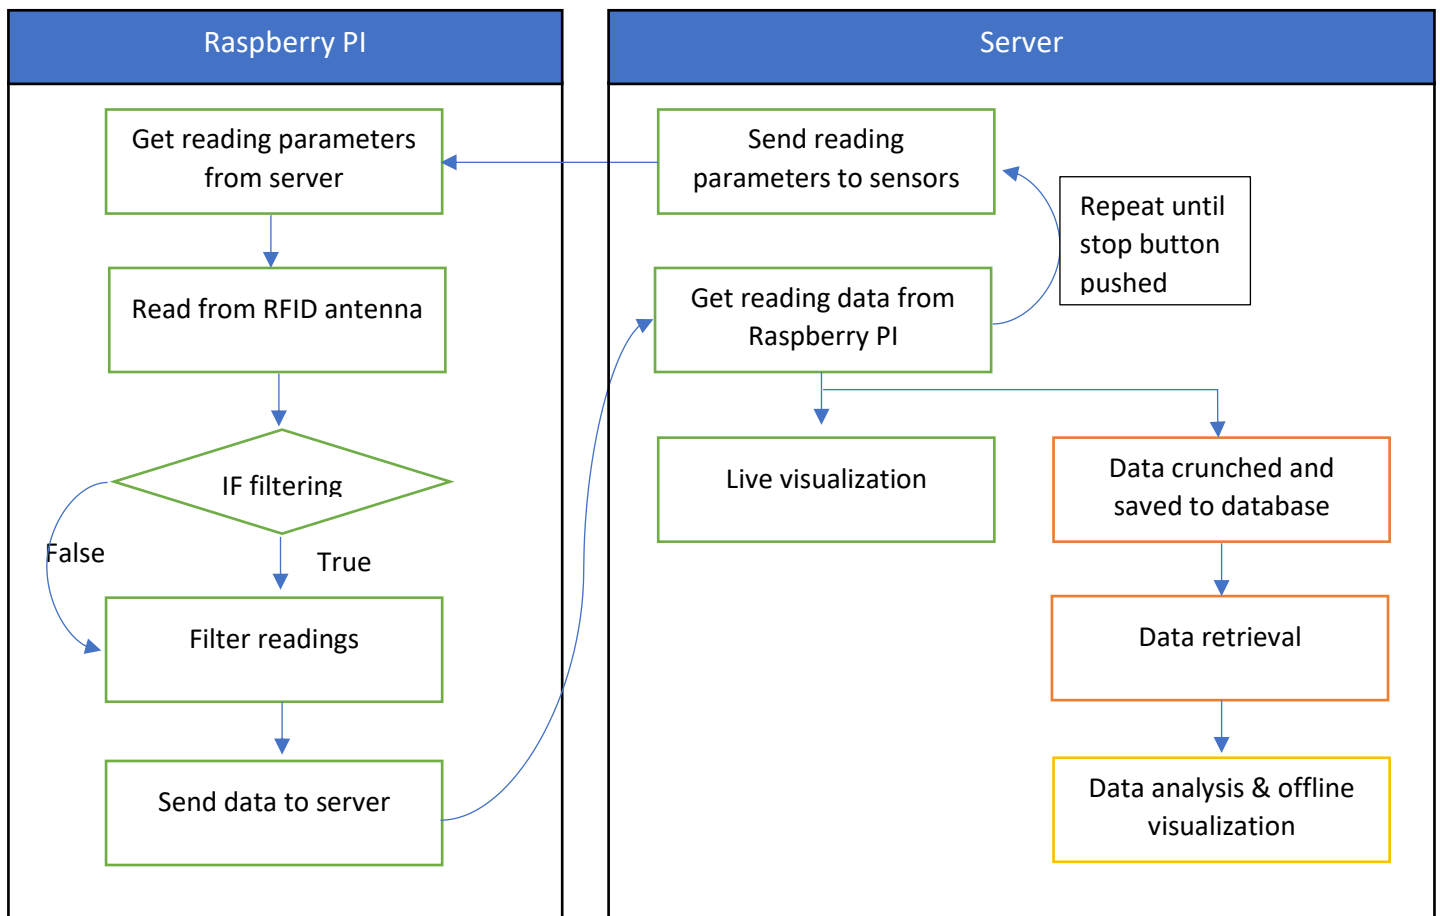 Raspberry PI
Get reading parameters
from server
Read from RFID antenna
IF filtering
False
True
Filter readings
Send data to server
Server
Send reading
parameters to sensors
Repeat until
stop button
pushed
Get reading data from
Raspberry PI
Live visualization
Data crunched and
saved to database
Data retrieval
Data analysis & offline
visualization